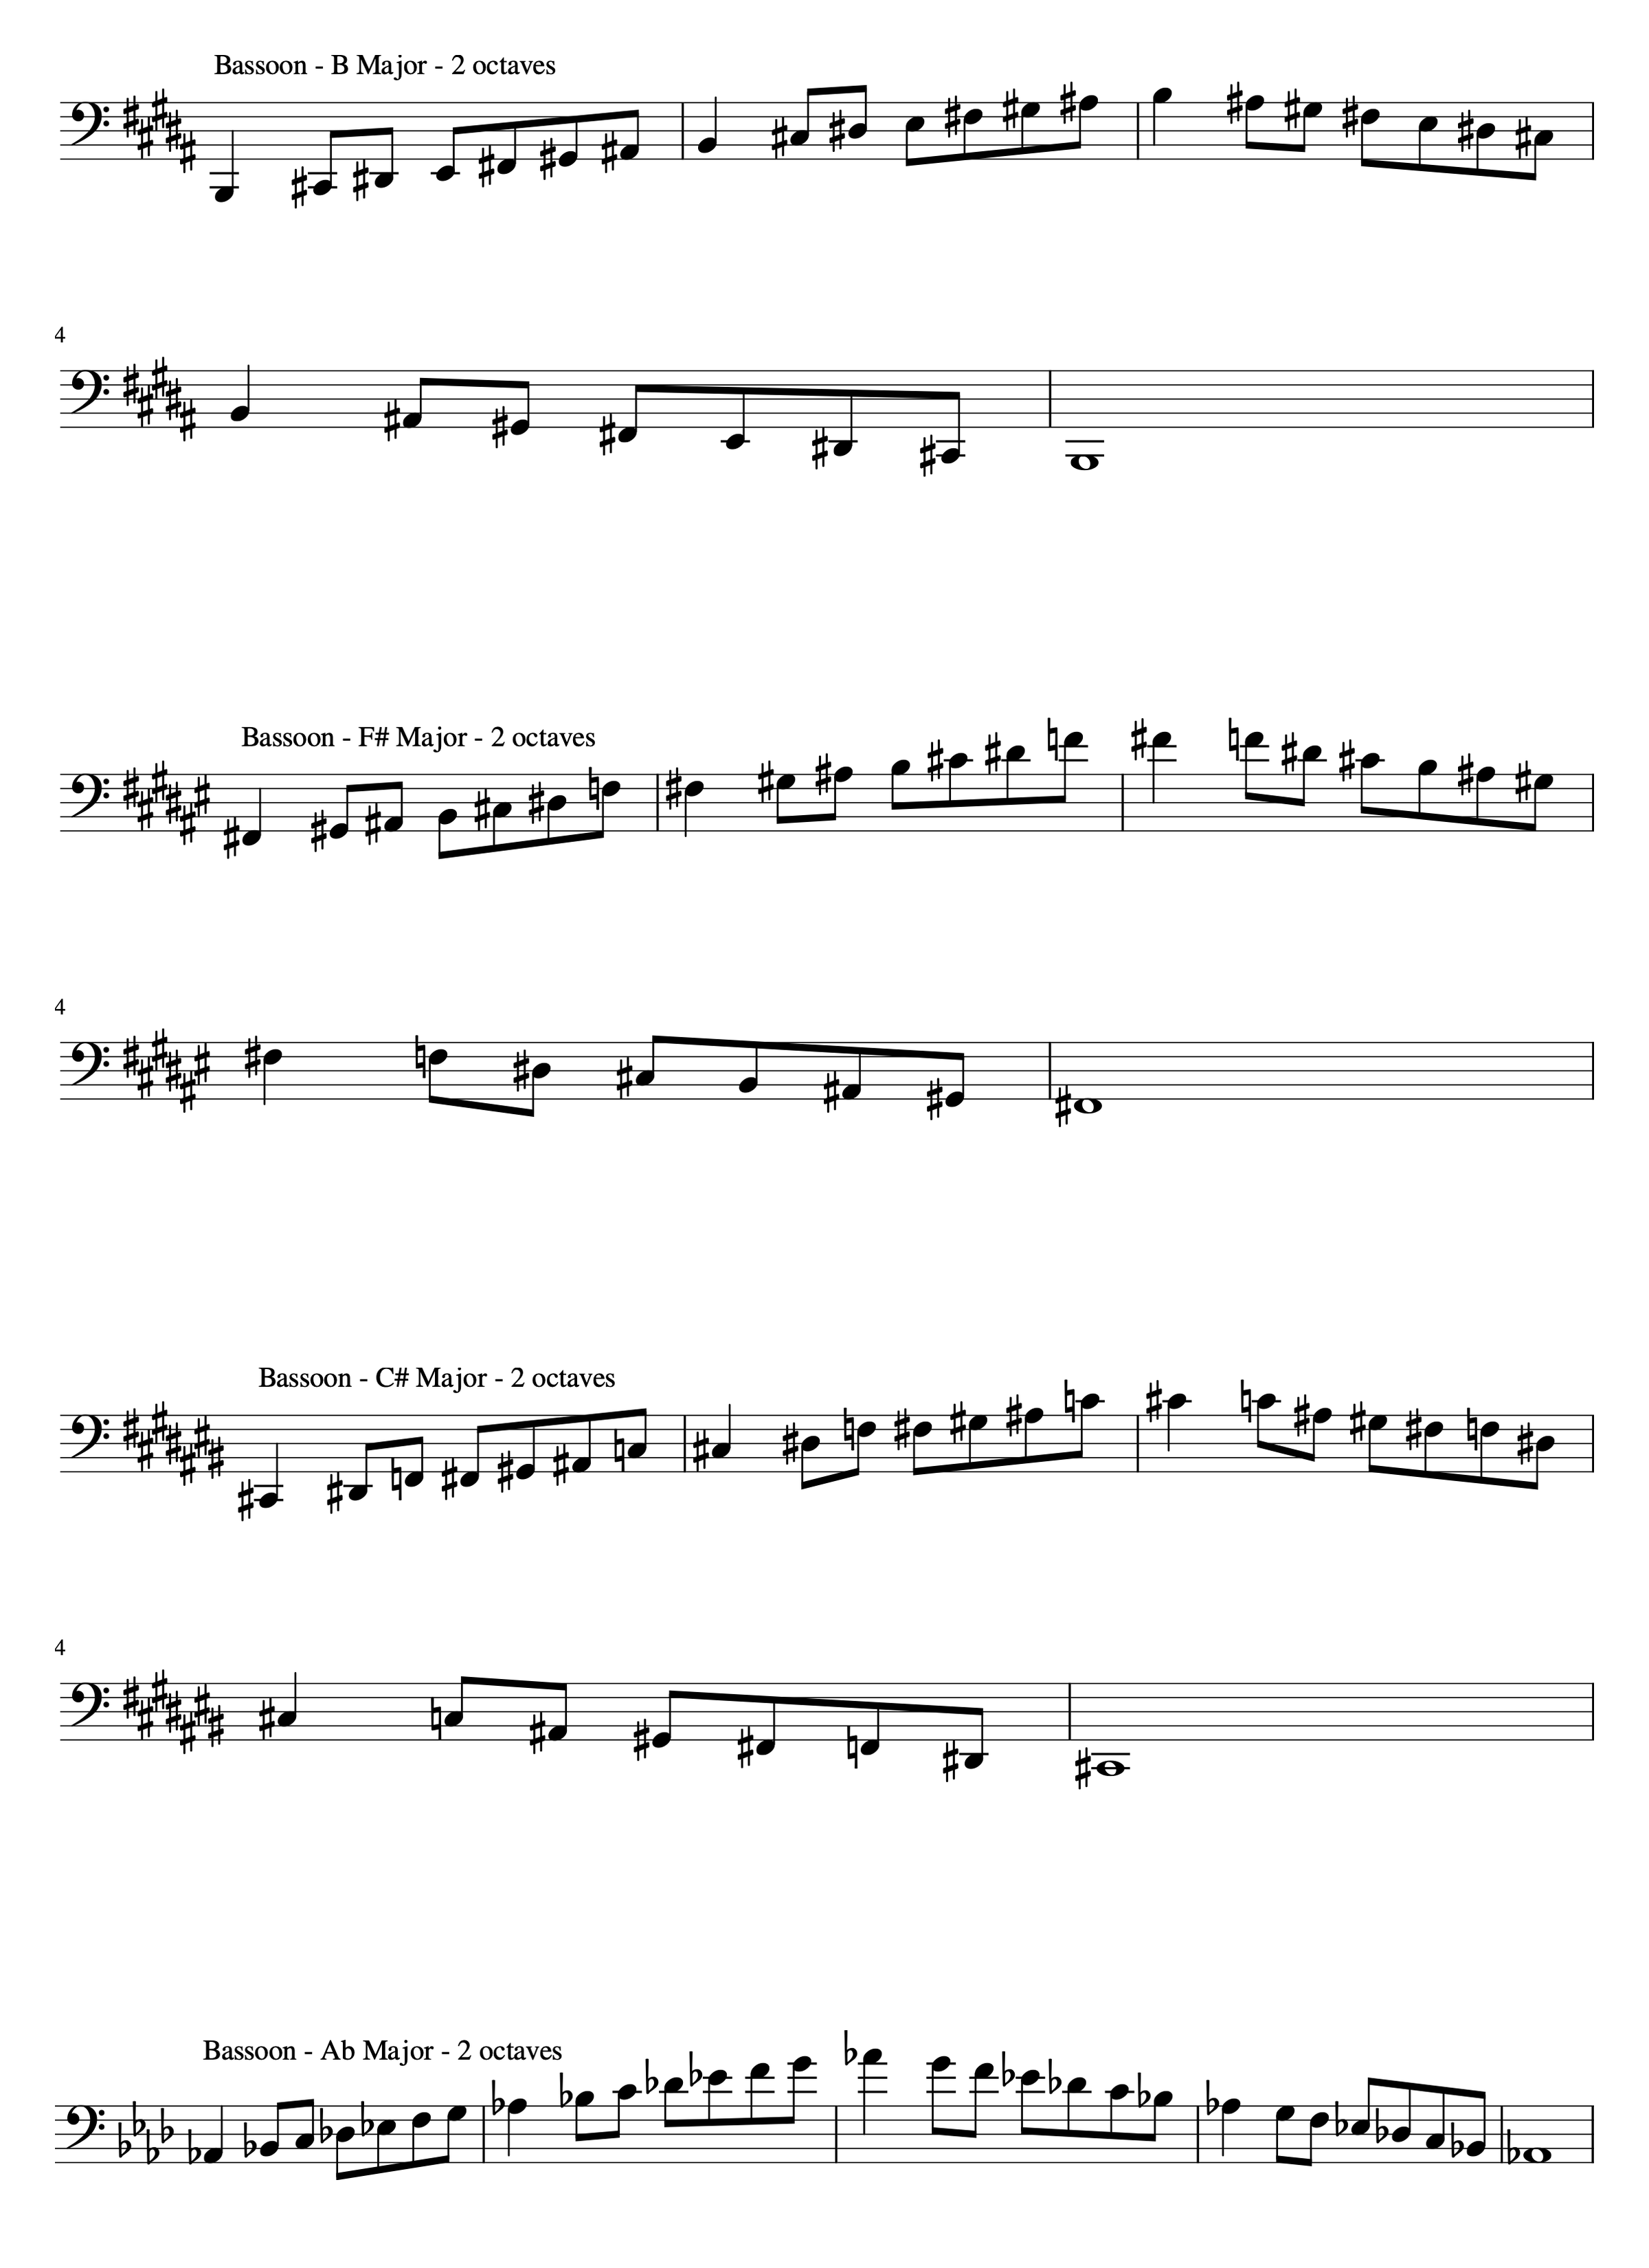 Bassoon - B Major - 2 octaves
4
Bassoon - F# Major - 2 octaves
4
Bassoon - C# Major - 2 octaves
4
Bassoon - Ab Major - 2 octaves